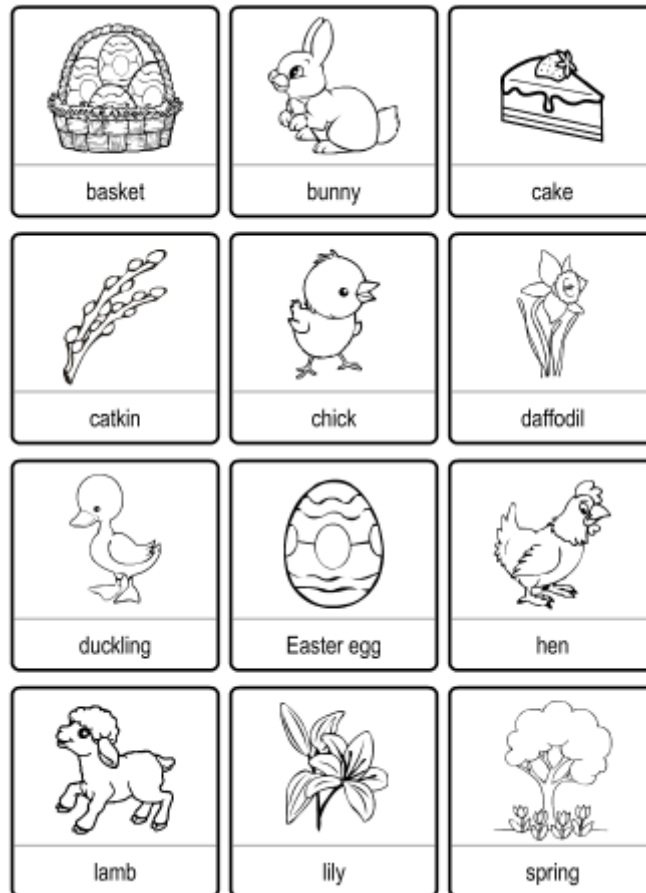 basket
bunny
cake
catkin
chick
daffodil
duckling
Easter egg
hen
lamb
lily
spring